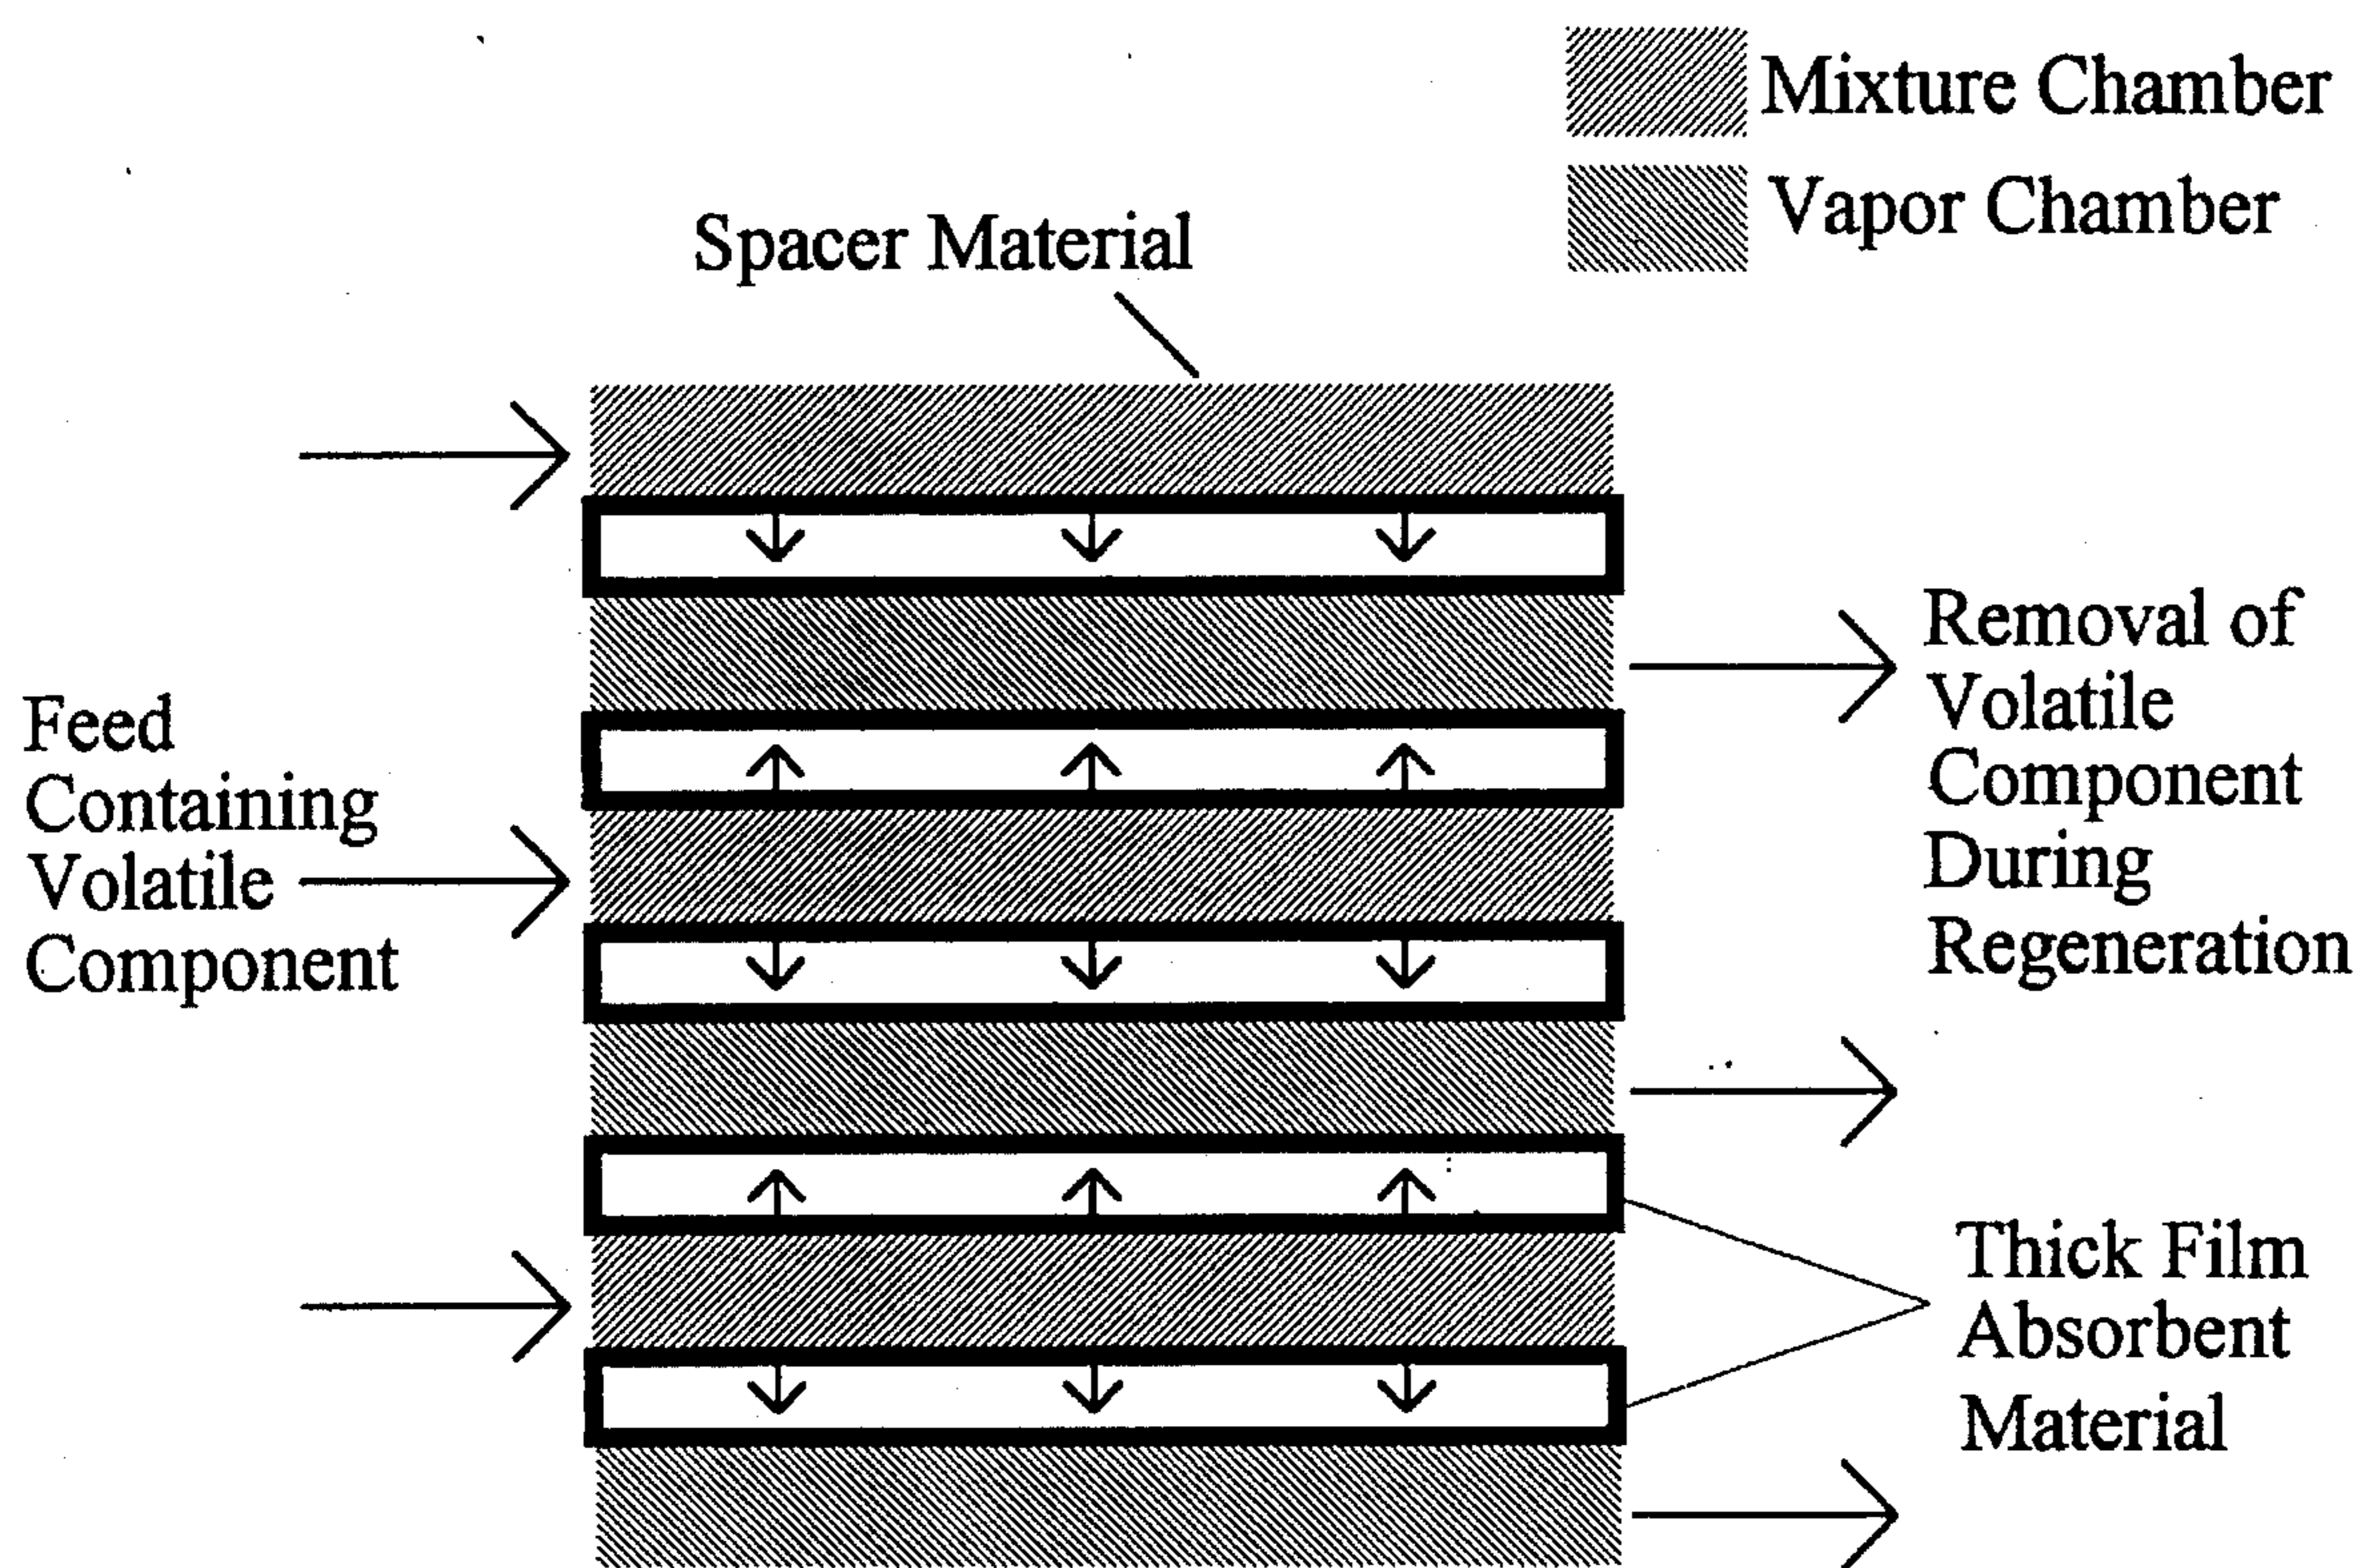 Mixture Chamber
Vapor Chamber
Spacer Material
Feed
Containing
Volatile
Component
Removal of
Volatile
Component
During
Regeneration
Thick Film
Absorbent
Material